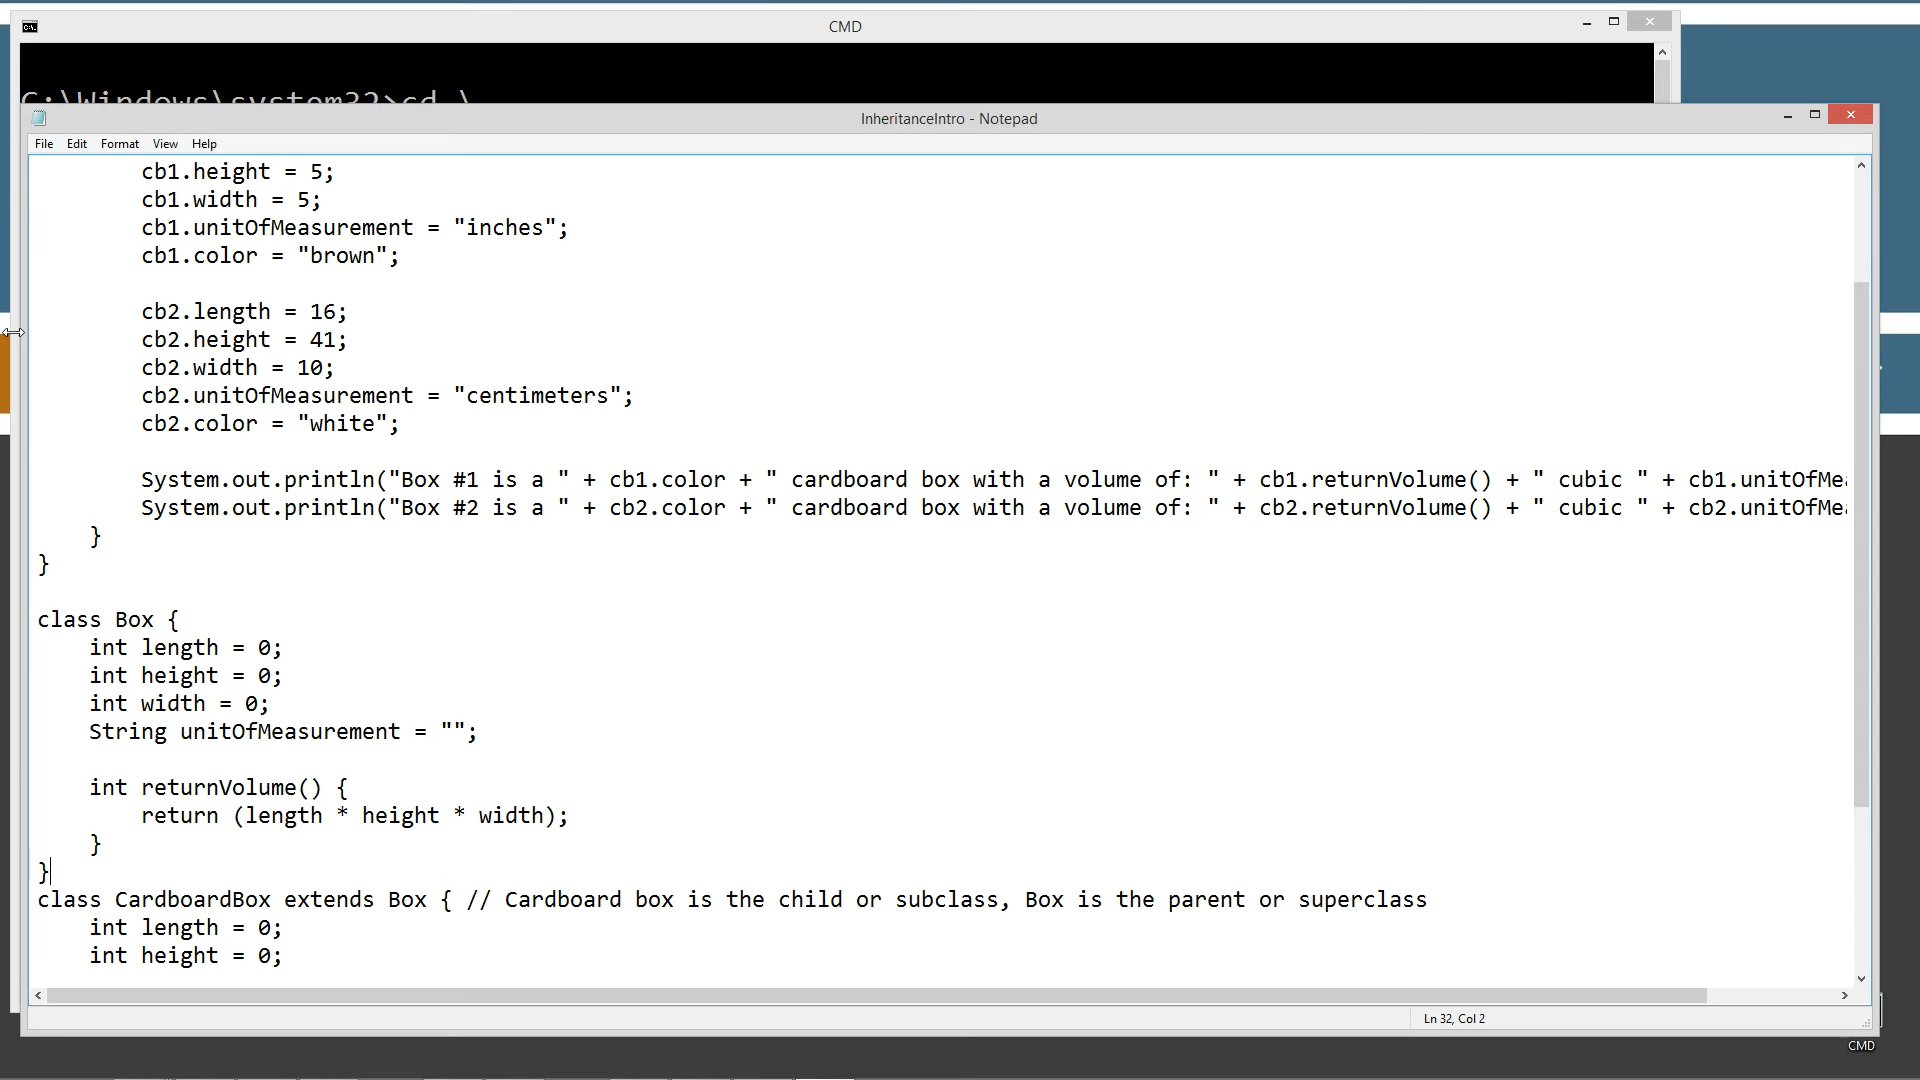 CMD
C:\Windows\system32>cd \
InheritanceIntro - Notepad
File Edit Format View Help
cb1.height = 5;
cb1.width = 5;
cb1.unitOfMeasurement = "inches";
cb1.color = "brown";
cb2.length = 16;
cb2.height = 41;
cb2.width = 10;
cb2.unitOfMeasurement = "centimeters";
cb2.color = "white";
System.out.println("Box #1 is a " + cb1.color + " cardboard box with a volume of: " + cb1.returnVolume() + " cubic " + cb1.unitOfMea
System.out.println("Box #2 is a " + cb2.color + " cardboard box with a volume of: " + cb2.returnVolume() + " cubic " + cb2.unitOfMea
}
}
class Box {
int length = 0;
int height = 0;
int width = 0;
String unitOfMeasurement = "";
int returnVolume() {
return (length * height * width);
}
}
class CardboardBox extends Box { // Cardboard box is the child or subclass, Box is the parent or superclass
int length = 0;
int height = 0;
Ln 32, Col 2
CMD